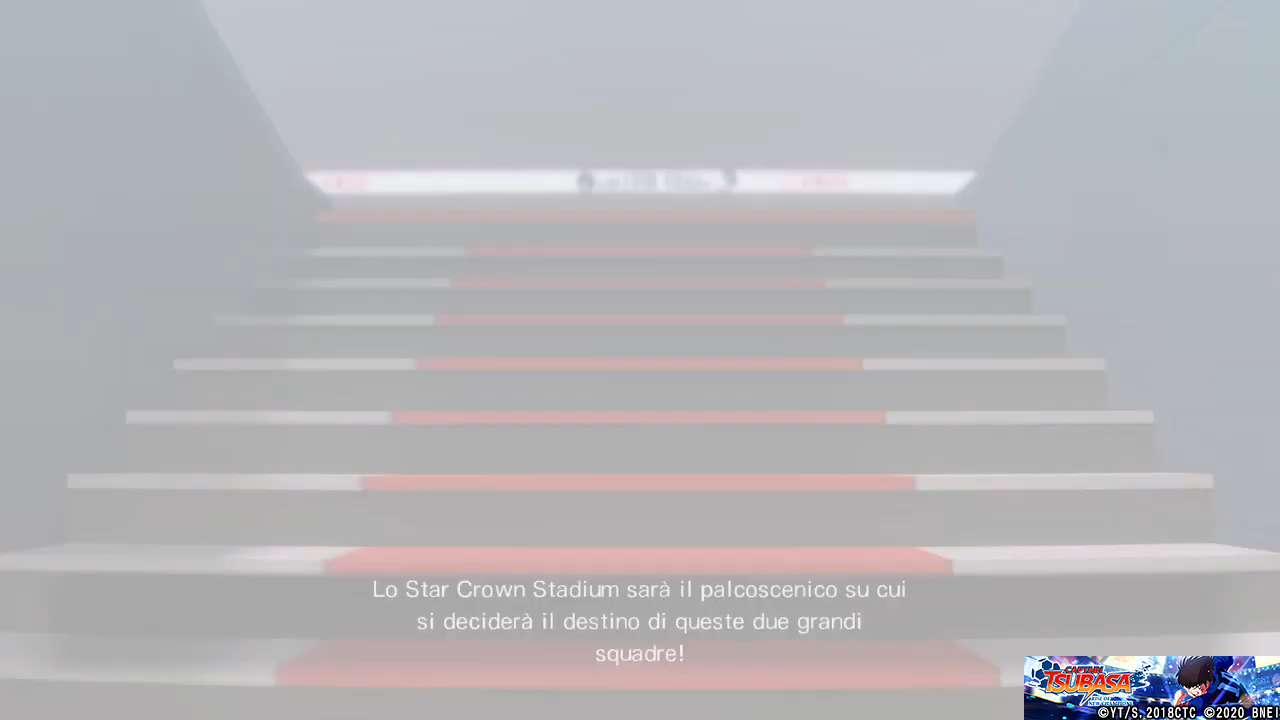 Lo Star Crown Stadium sarà il palcoscenico su cui
si deciderà il destino di queste due grandi
squadre!
CAPTAIN
TSUBASA
©YT/S,2018CTC ©2020 BNEI